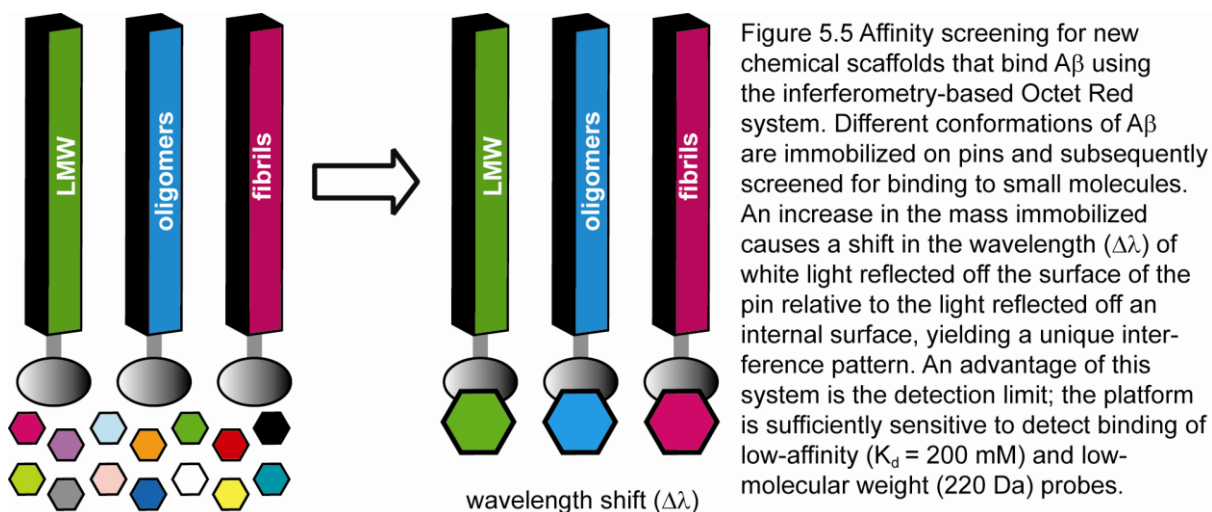 LMW
oligomers
fibrils
LMW
oligomers
fibrils
wavelength shift (Δλ)
Figure 5.5 Affinity screening for new
chemical scaffolds that bind Aβ using
the inferferometry-based Octet Red
system. Different conformations of Aβ
are immobilized on pins and subsequently
screened for binding to small molecules.
An increase in the mass immobilized
causes a shift in the wavelength (Δλ) of
white light reflected off the surface of the
pin relative to the light reflected off an
internal surface, yielding a unique inter-
ference pattern. An advantage of this
system is the detection limit; the platform
is sufficiently sensitive to detect binding of
low-affinity (Kd = 200 mM) and low-
molecular weight (220 Da) probes.